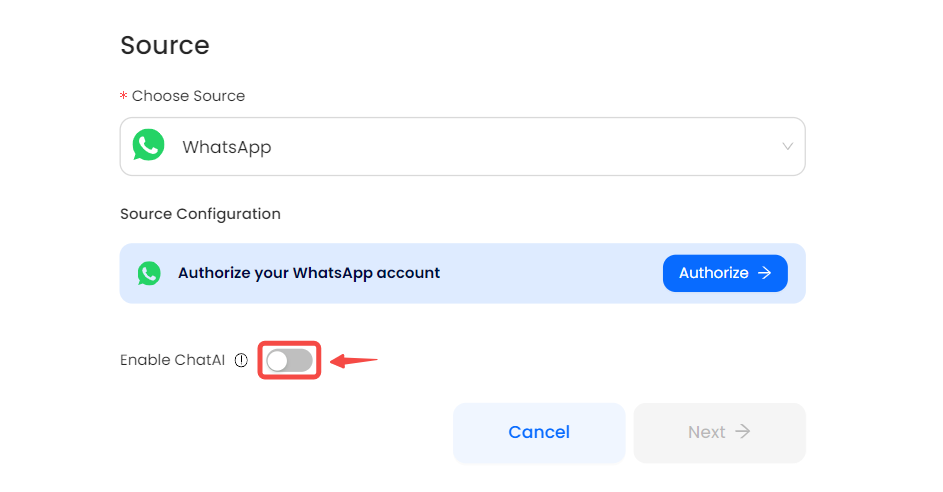 Source
* Choose Source
WhatsApp
Source Configuration
Authorize your WhatsApp account
Authorize →
Enable ChatAI
Cancel
Next →